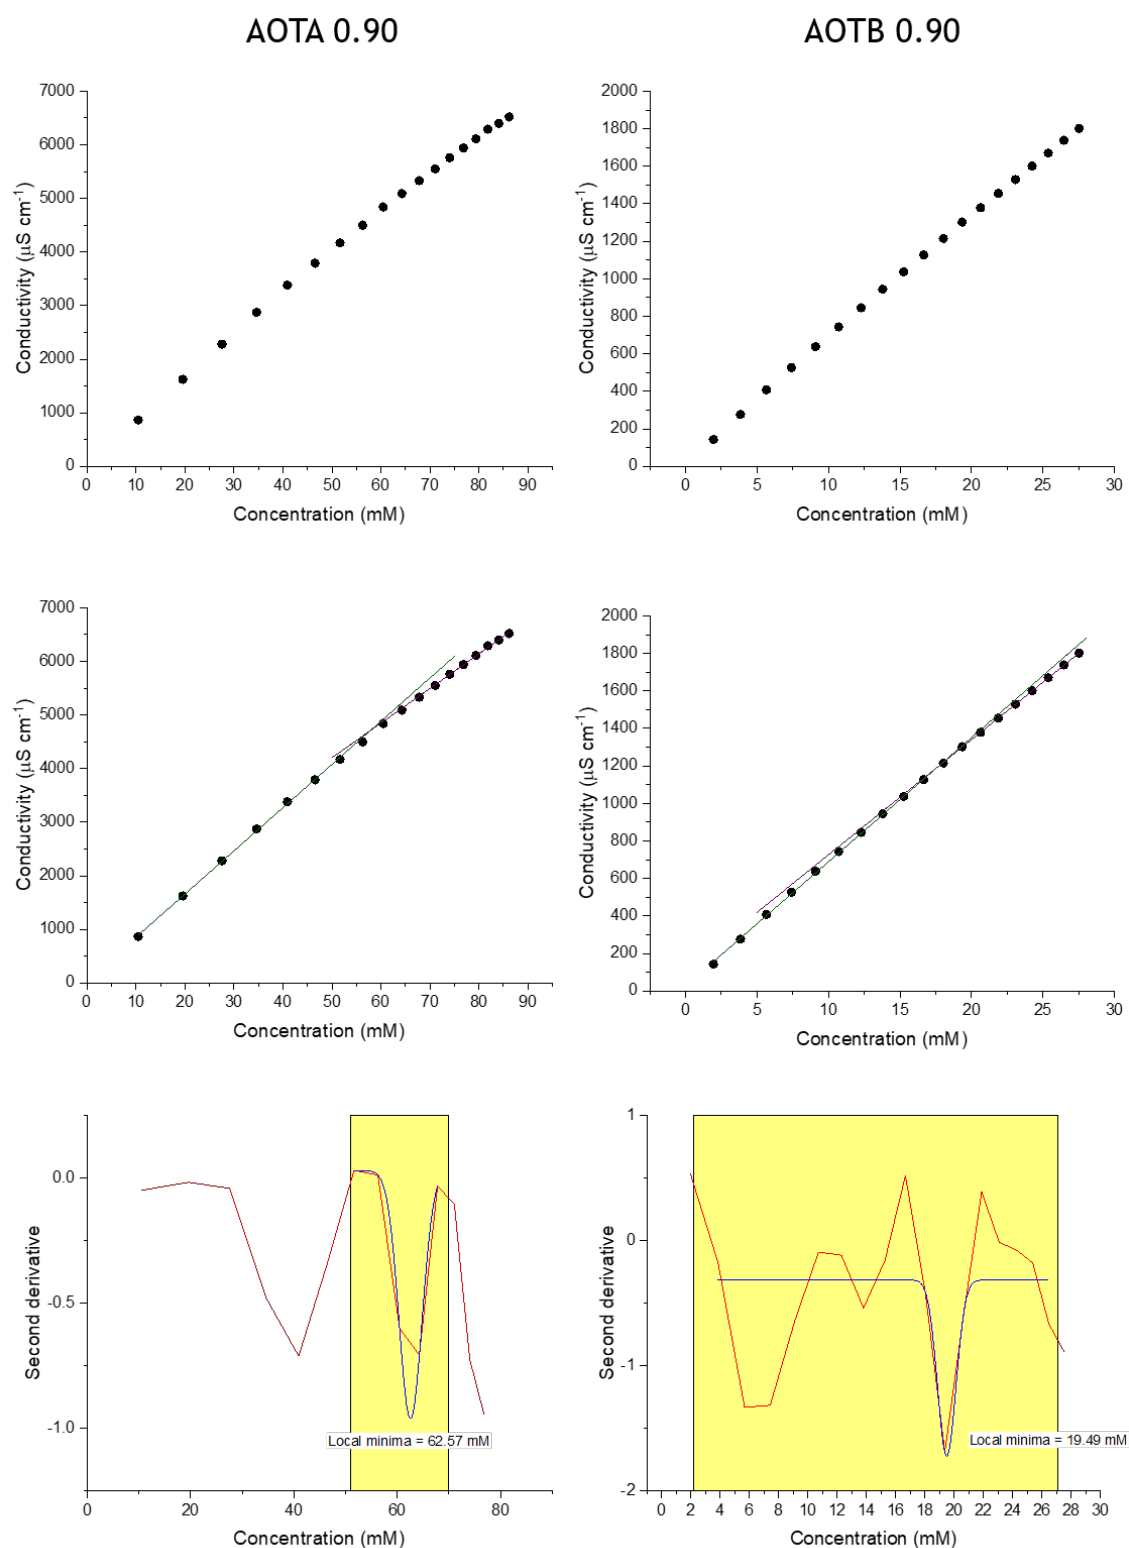 AOTA 0.90
AOTB 0.90
7000
6000
5000
4000
3000
2000
1000
0
Conductivity (μS cm⁻¹)
0 10 20 30 40 50 60 70 80 90
Concentration (mM)
2000
1800
1600
1400
1200
1000
800
600
400
200
0
Conductivity (μS cm⁻¹)
0 5 10 15 20 25 30
Concentration (mM)
7000
6000
5000
4000
3000
2000
1000
0
Conductivity (μS cm⁻¹)
0 10 20 30 40 50 60 70 80 90
Concentration (mM)
2000
1800
1600
1400
1200
1000
800
600
400
200
0
Conductivity (μS cm⁻¹)
0 5 10 15 20 25 30
Concentration (mM)
0.0
-0.5
-1.0
Second derivative
Local minima = 62.57 mM
0 20 40 60 80
Concentration (mM)
1
0
-1
-2
Second derivative
Local minima = 19.49 mM
0 2 4 6 8 10 12 14 16 18 20 22 24 26 28 30
Concentration (mM)